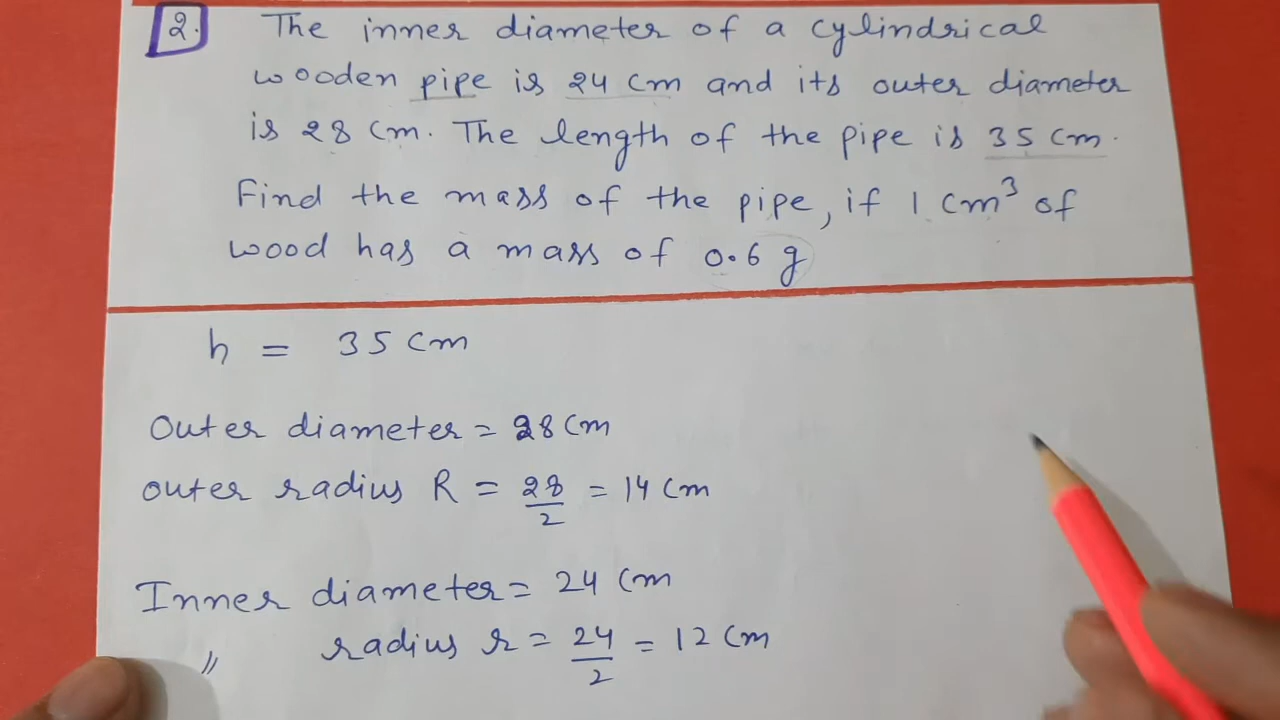 2. The inner diameter of a cylindrical
wooden pipe is 24 cm and its outer diameter
is 28 cm. The length of the pipe is 35 cm.
Find the mass of the pipe, if 1 cm³ of
wood has a mass of 0.6 g
h = 35 cm
Outer diameter = 28 cm
outer radius R = 28/2 = 14 cm
Inner diameter = 24 cm
〃 radius r = 24/2 = 12 cm